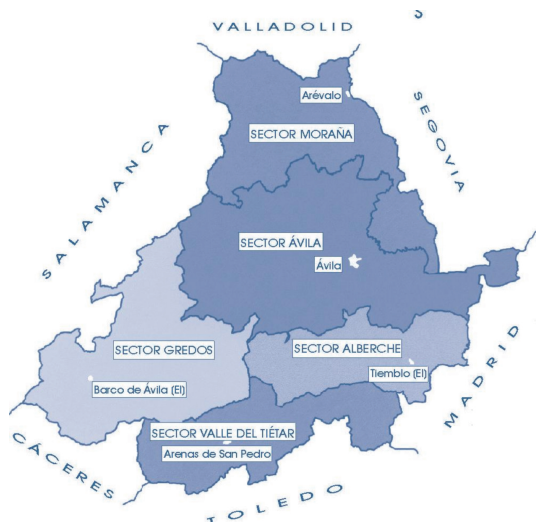 VALLADOLID
Arévalo
SEGOVIA
SECTOR MORAÑA
SALAMANCA
SECTOR ÁVILA
Ávila
SECTOR GREDOS
SECTOR ALBERCHE
Tiemblo (El)
MADRID
Barco de Ávila (El)
SECTOR VALLE DEL TIÉTAR
Arenas de San Pedro
CÁCERES
TOLEDO